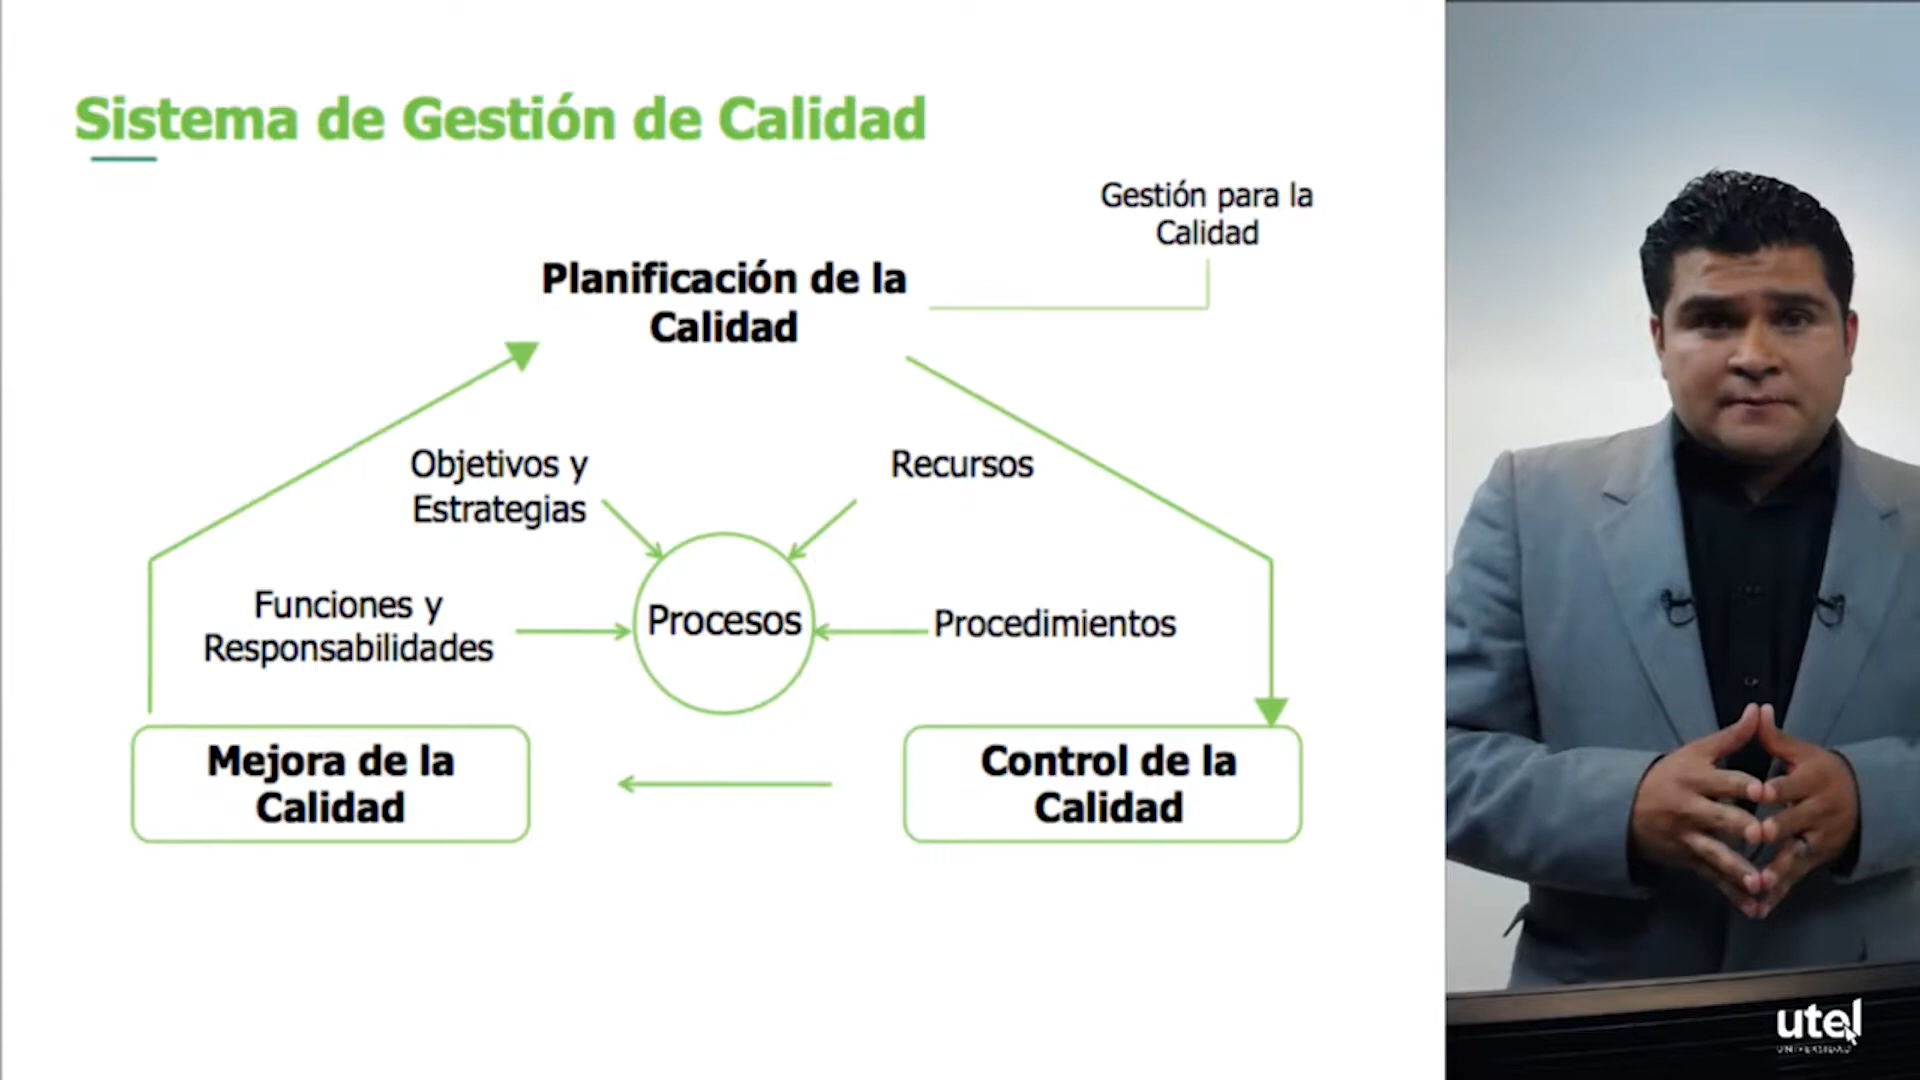 Sistema de Gestión de Calidad
Gestión para la
Calidad
Planificación de la
Calidad
Objetivos y
Estrategias
Recursos
Funciones y
Responsabilidades
Procesos
Procedimientos
Mejora de la
Calidad
Control de la
Calidad
utel
UNIVERSIDAD